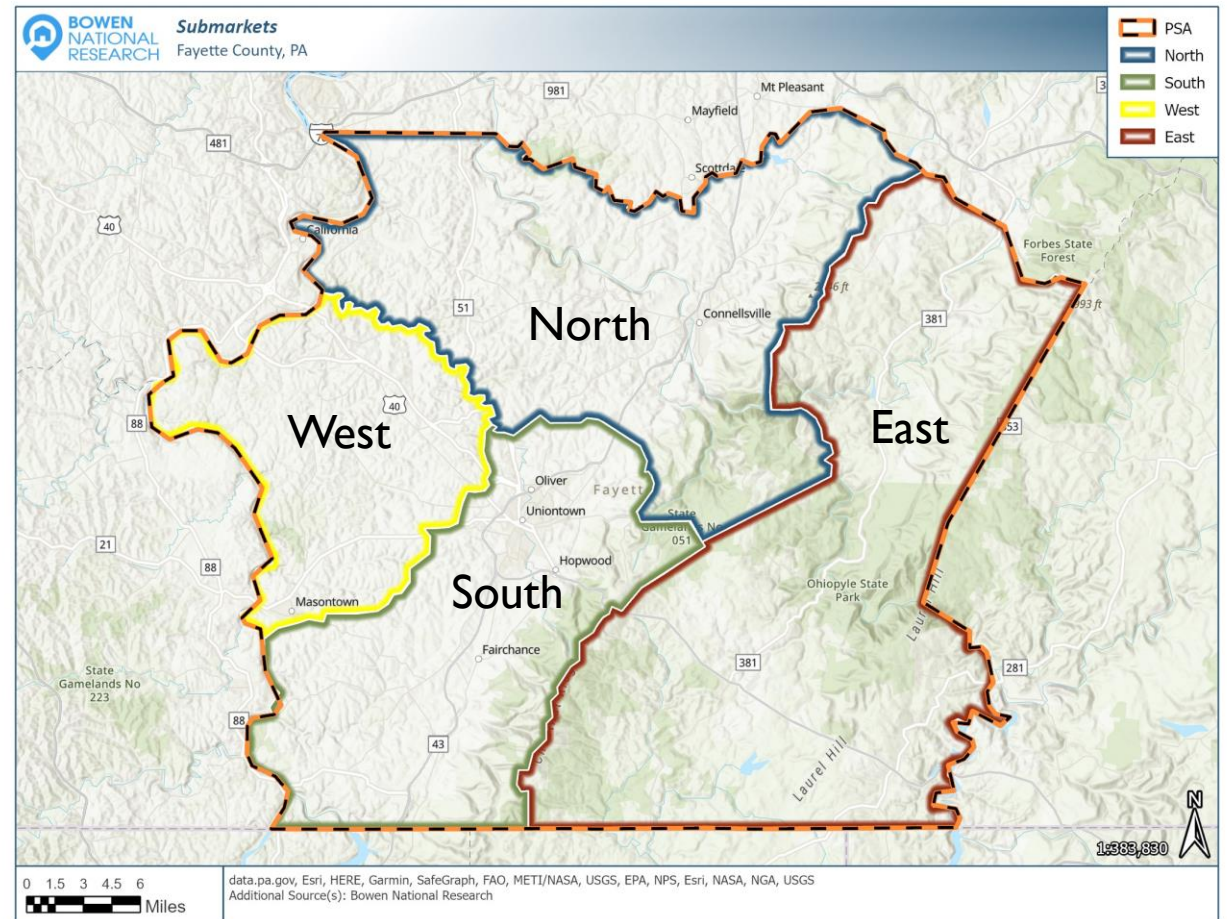 BOWEN
NATIONAL
RESEARCH
Submarkets
Fayette County, PA
PSA
North
South
West
East
981
Mt Pleasant
Mayfield
481
Scottdale
40
California
Forbes State
Forest
51
Connellsville
381
North
40
88
West
East
Oliver
Uniontown
State
051
21
88
Hopwood
Ohiopyle State
Park
South
Masontown
Fairchance
381
281
State
Gamelands No
223
88
43
Laurel Hill
N
1:383,830
0 1.5 3 4.5 6
Miles
data.pa.gov, Esri, HERE, Garmin, SafeGraph, FAO, METI/NASA, USGS, EPA, NPS, Esri, NASA, NGA, USGS
Additional Source(s): Bowen National Research